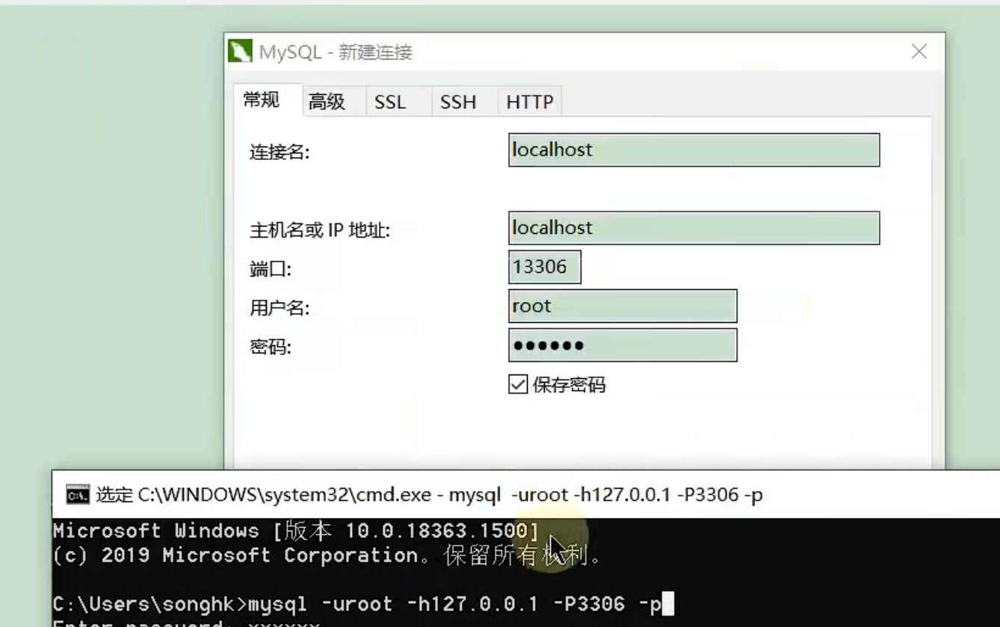 MySQL - 新建连接
常规 高级 SSL SSH HTTP
连接名: localhost
主机名或 IP 地址: localhost
端口: 13306
用户名: root
密码: ●●●●●●
保存密码
选定 C:\WINDOWS\system32\cmd.exe - mysql  -uroot -h127.0.0.1 -P3306 -p
Microsoft Windows [版本 10.0.18363.1500]
(c) 2019 Microsoft Corporation。保留所有权利。
C:\Users\songhk>mysql -uroot -h127.0.0.1 -P3306 -p
Enter password: ******